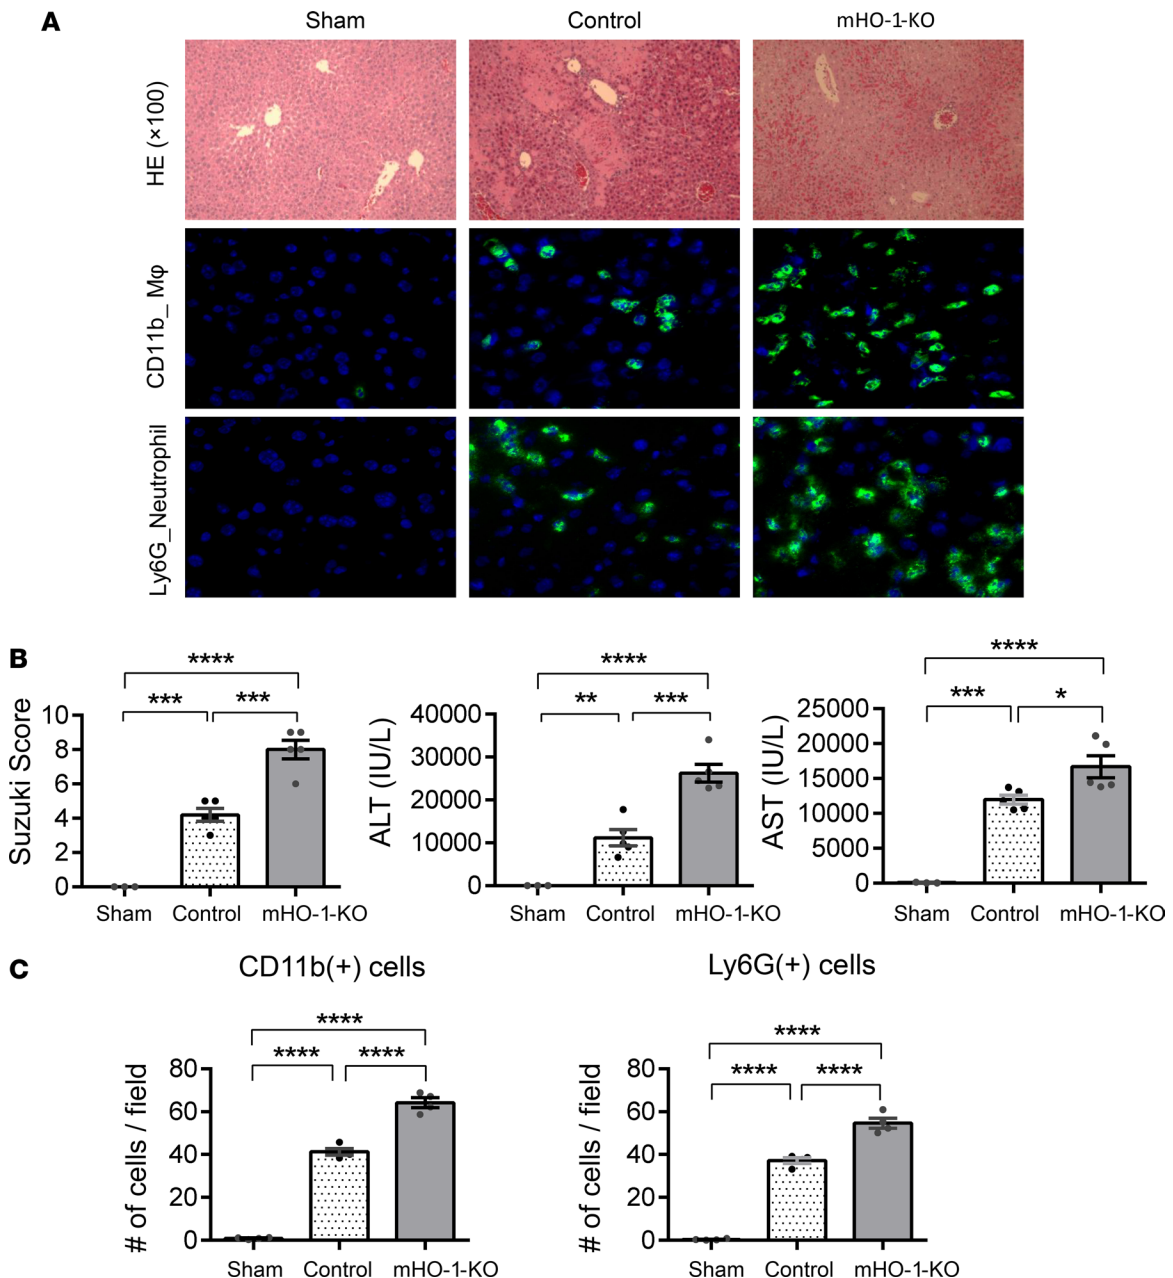 A
Sham Control mHO-1-KO
HE (×100)
CD11b_ Mφ
Ly6G_Neutrophil
B
Suzuki Score
10
8
6
4
2
0
****
*** ***
Sham Control mHO-1-KO
ALT (IU/L)
40000
30000
20000
10000
0
****
** ***
Sham Control mHO-1-KO
AST (IU/L)
25000
20000
15000
10000
5000
0
****
*** *
Sham Control mHO-1-KO
C
CD11b(+) cells
# of cells / field
80
60
40
20
0
****
**** ****
Sham Control mHO-1-KO
Ly6G(+) cells
# of cells / field
80
60
40
20
0
****
**** ****
Sham Control mHO-1-KO